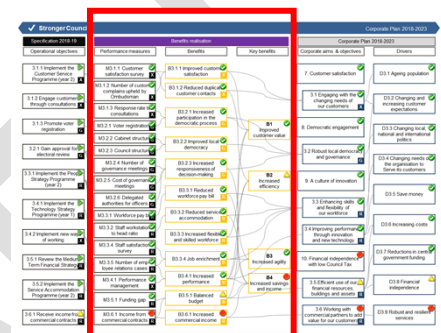 StrongerCounc
Corporate Plan 2018-2023
Specification 2018-19
Benefits realisation
Corporate Plan 2018-2023
Operational objectives
Performance measures
Benefits
Key benefits
Corporate aims & objectives
Drivers
3.1.1 Implement the
Customer Service
Programme (year 2)
3.1.2 Engage customers
through consultations
3.1.3 Promote voter
registration
3.2.1 Gain approval for
electoral review
3.3.1 Implement the People
Strategy Programme
(year 2)
3.4.1 Implement the
Technology Strategy
Programme (year 1)
3.4.2 Implement new ways
of working
3.5.1 Review the Medium
Term Financial Strategy
3.5.2 Implement the
Service Accommodation
Programme (year 2)
3.6.1 Receive income from
commercial contracts
M3.1.1 Customer
satisfaction survey
M3.1.2 Number of custom
complaints upheld by
Ombudsmen
M3.1.3 Response rate
consultations
M3.2.1 Voter registration
M3.2.2 Cabinet structure
M3.2.3 Council structure
M3.2.4 Number of
governance meetings
M3.2.5 Cost of governance
meetings
M3.2.6 Delegated
authorities for officers
M3.3.1 Workforce pay bill
M3.3.2 Staff workstation
to head ratio
M3.3.4 Staff satisfaction
survey
M3.3.5 Number of employee
relations cases
M3.4.1 Performance
management
M3.5.1 Funding gap
M3.6.1 Income from
commercial contracts
B3.1.1 Improved customer
satisfaction
B3.1.2 Reduced duplicate
customer contacts
B3.2.1 Increased
participation in the
democratic process
B3.2.2 Improved local
democracy
B3.2.3 Increased
responsiveness of
decision-making
B3.3.1 Reduced
workforce pay bill
B3.3.2 Reduced service
accommodation
B3.3.3 Increased flexible
and skilled workforce
B3.4.4 Job enrichment
B3.4.1 Increased
performance
B3.5.1 Balanced
budget
B3.6.1 Increased
commercial income
B1
Improved
customer value
B2
Increased
efficiency
B3
Increased agility
B4
Increased savings
and income
7. Customer satisfaction
3.1 Engaging with the
changing needs of
our customers
8. Democratic engagement
3.2 Robust local democracy
and governance
9. A culture of innovation
3.3 Enhancing skills
and flexibility of
our workforce
3.4 Improving performance
through innovation
and new technology
10. Financial independence
with low Council Tax
3.5 Efficient use of our
financial resources,
buildings and assets
3.6 Working with
commercial partners to add
value for our customers
D3.1 Ageing population
D3.2 Changing and
increasing customer
expectations
D3.3 Changing local,
national and international
politics
D3.4 Changing needs of
the organisation to
Serve its customers
D3.5 Save money
D3.6 Increasing costs
D3.7 Reductions in central
government funding
D3.8 Financial
independence
D3.9 Robust and resilient
services